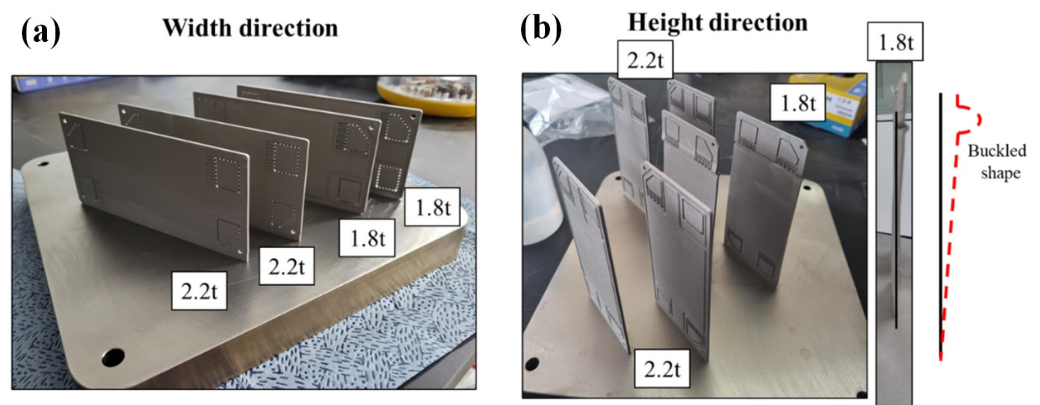 (a)
Width direction
2.2t
2.2t
1.8t
1.8t
(b)
Height direction
2.2t
1.8t
2.2t
1.8t
Buckled
shape